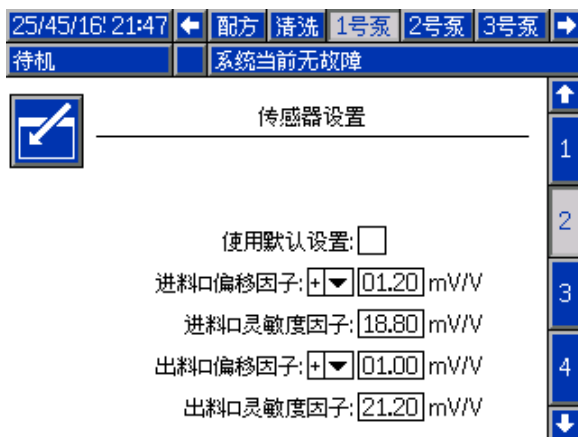 25/45/16 21:47 配方 清洗 1号泵 2号泵 3号泵
待机 系统当前无故障
传感器设置
1
2
使用默认设置:
进料口偏移因子: + 01.20 mV/V
3
进料口灵敏度因子: 18.80 mV/V
出料口偏移因子: + 01.00 mV/V
4
出料口灵敏度因子: 21.20 mV/V